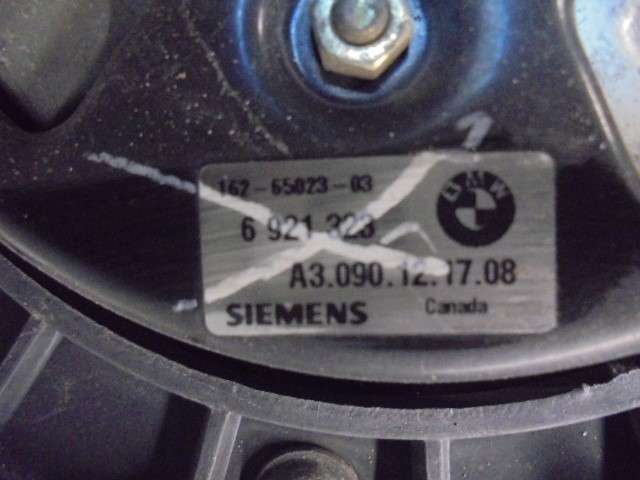 162-65023-03
6 921 323
BMW
A3.090.12.17.08
SIEMENS Canada